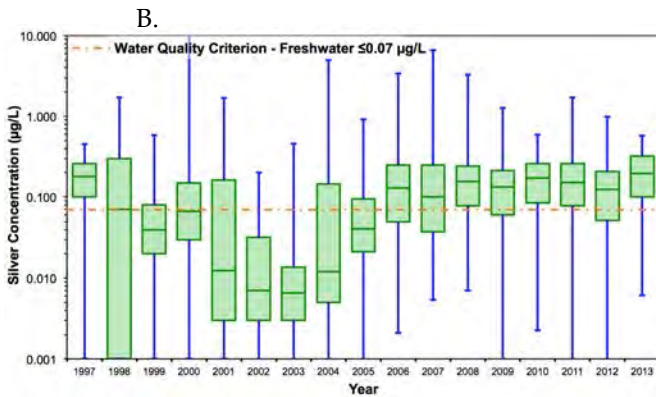 B.
10.000
Water Quality Criterion - Freshwater ≤0.07 µg/L
1.000
0.100
0.010
0.001
Silver Concentration (µg/L)
1997 1998 1999 2000 2001 2002 2003 2004 2005 2006 2007 2008 2009 2010 2011 2012 2013
Year